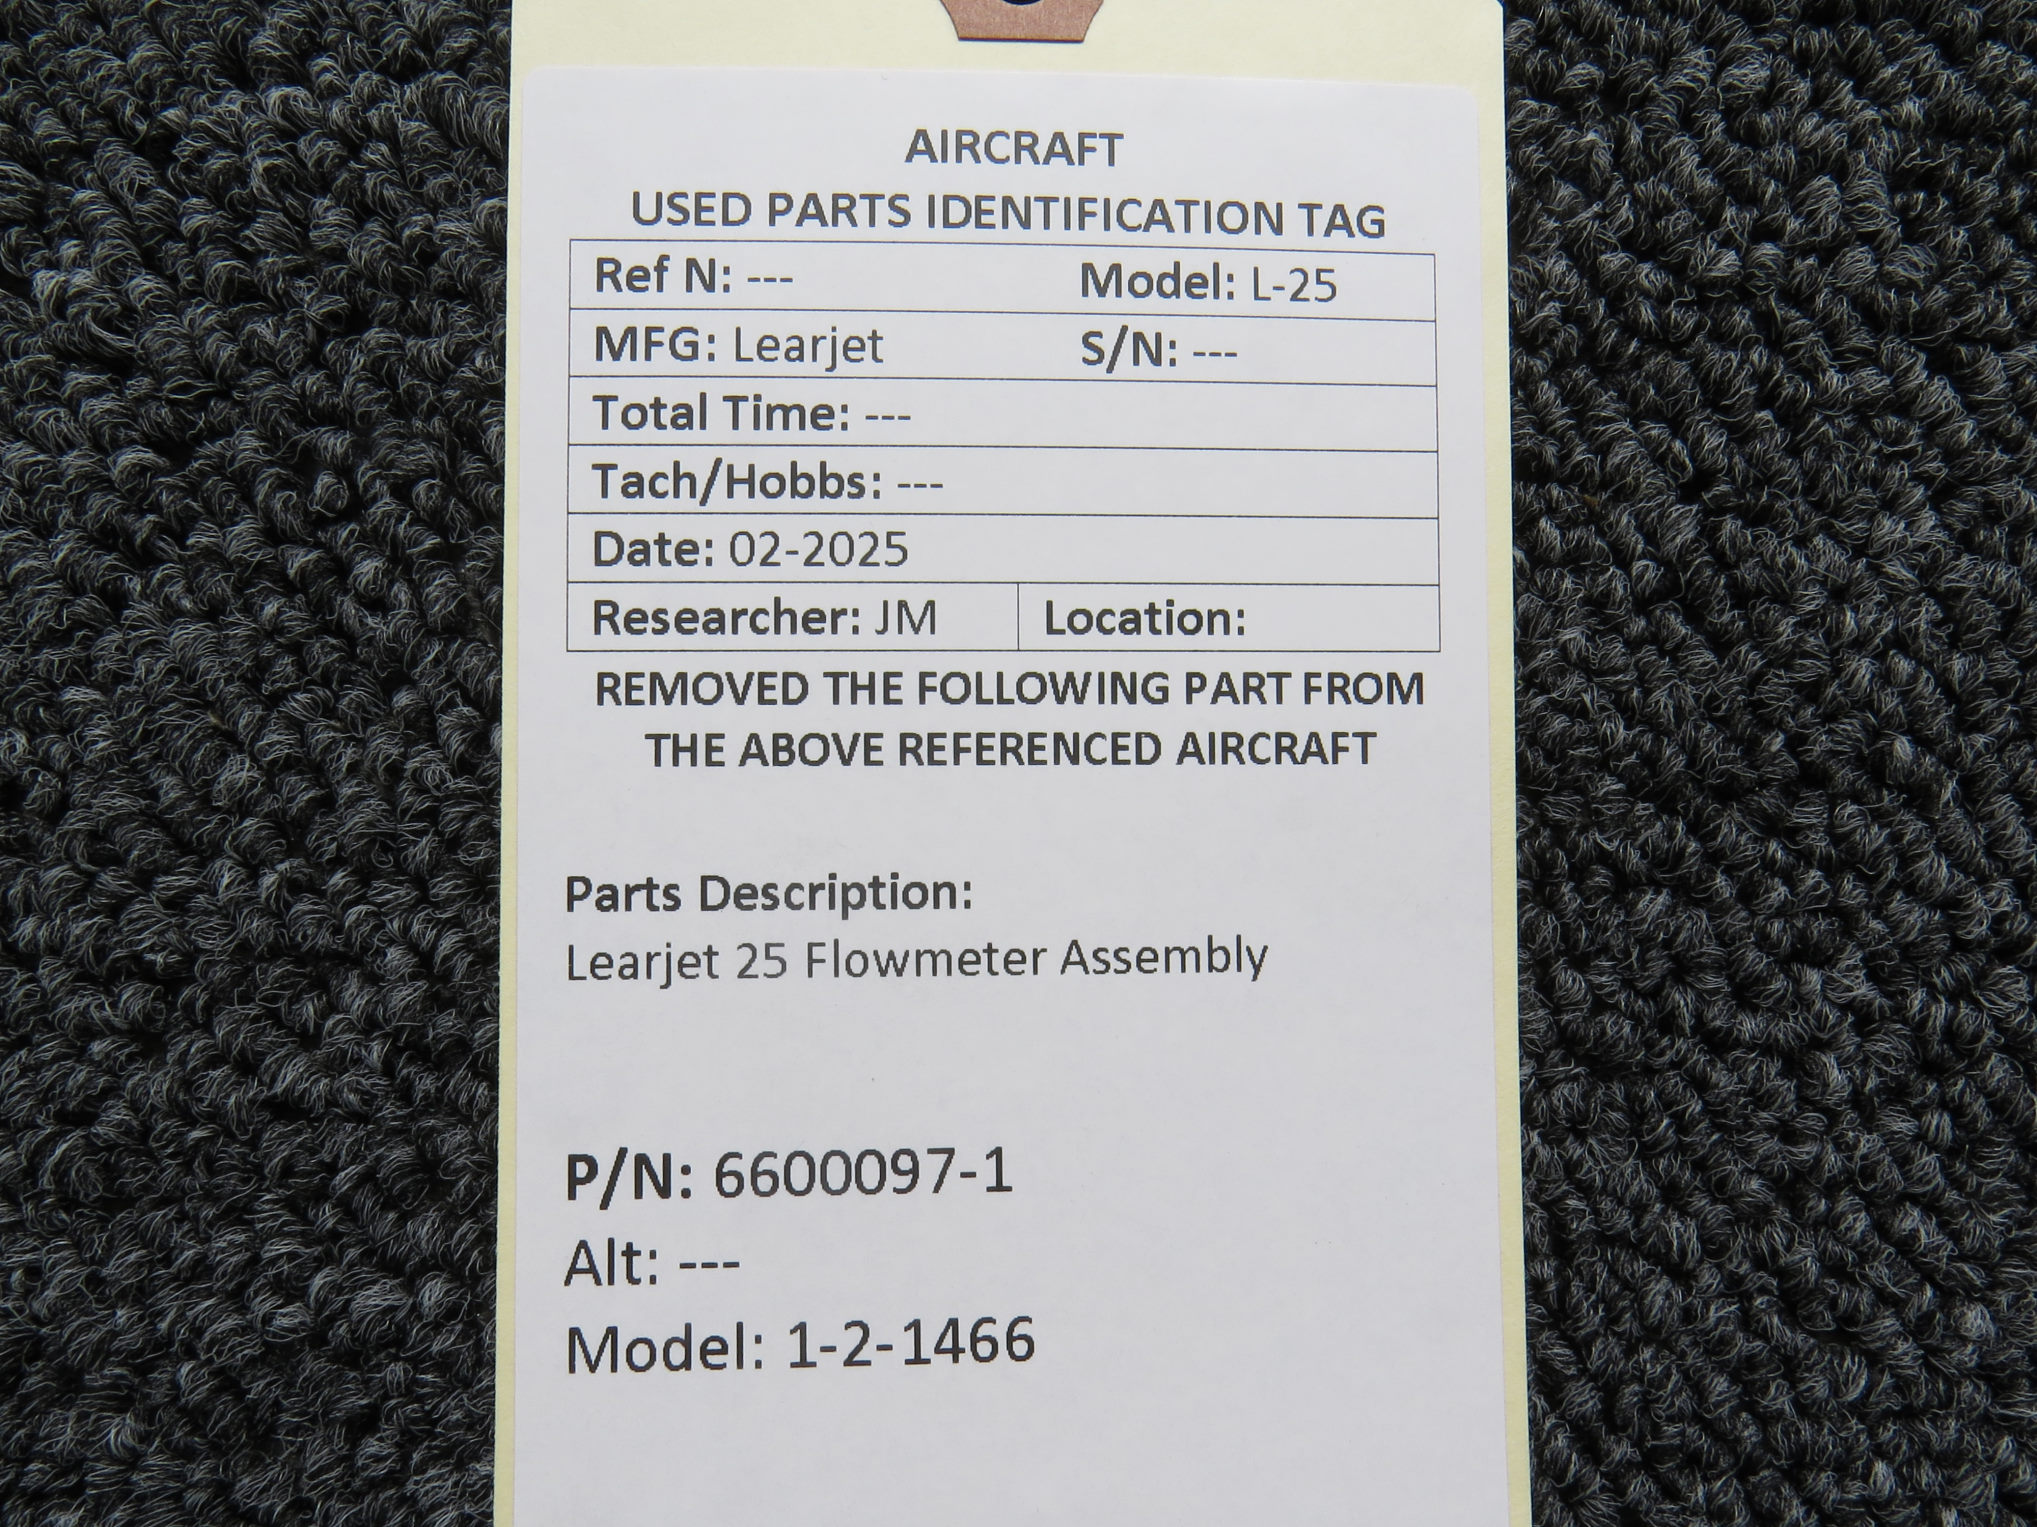 AIRCRAFT
USED PARTS IDENTIFICATION TAG
Ref N: --- Model: L-25
MFG: Learjet S/N: ---
Total Time: ---
Tach/Hobbs: ---
Date: 02-2025
Researcher: JM Location:
REMOVED THE FOLLOWING PART FROM
THE ABOVE REFERENCED AIRCRAFT
Parts Description:
Learjet 25 Flowmeter Assembly
P/N: 6600097-1
Alt: ---
Model: 1-2-1466